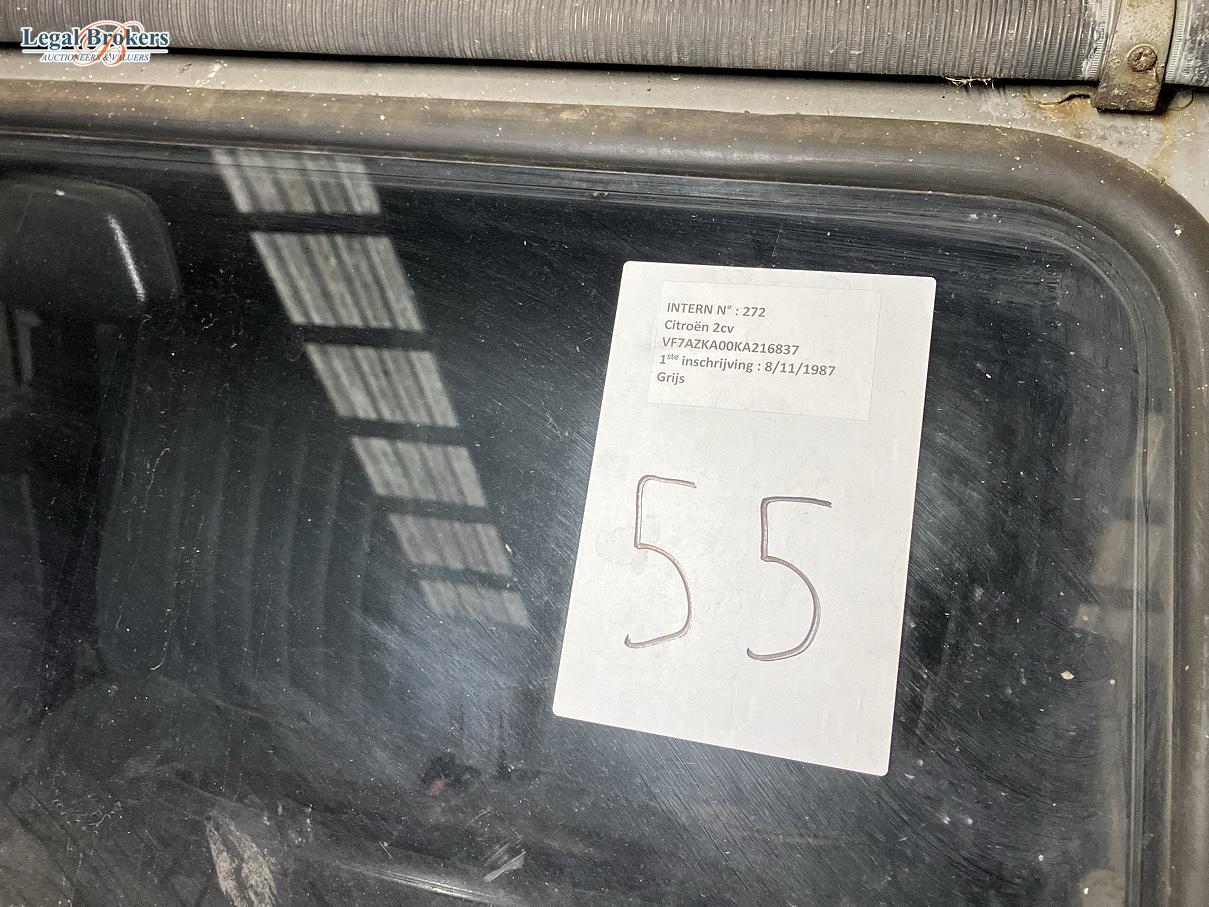 Legal Brokers
AUCTIONEERS & VALUERS
INTERN N° : 272
Citroën 2cv
VF7AZKA00KA216837
1ste inschrijving : 8/11/1987
Grijs
55